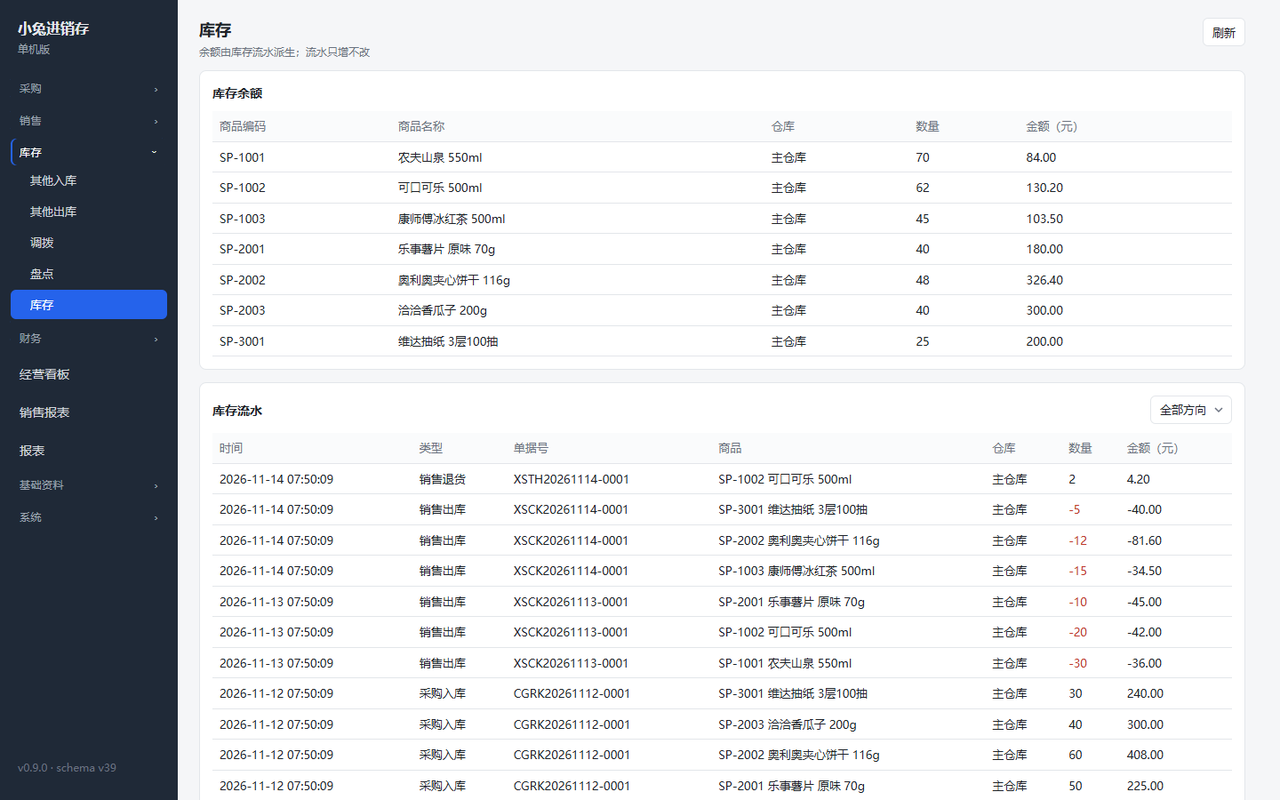 小兔进销存
单机版
采购
销售
库存
其他入库
其他出库
调拨
盘点
库存
财务
经营看板
销售报表
报表
基础资料
系统
v0.9.0 · schema v39
库存
余额由库存流水派生；流水只增不改
刷新
库存余额
商品编码 商品名称 仓库 数量 金额（元）
SP-1001 农夫山泉 550ml 主仓库 70 84.00
SP-1002 可口可乐 500ml 主仓库 62 130.20
SP-1003 康师傅冰红茶 500ml 主仓库 45 103.50
SP-2001 乐事薯片 原味 70g 主仓库 40 180.00
SP-2002 奥利奥夹心饼干 116g 主仓库 48 326.40
SP-2003 洽洽香瓜子 200g 主仓库 40 300.00
SP-3001 维达抽纸 3层100抽 主仓库 25 200.00
库存流水
全部方向
时间 类型 单据号 商品 仓库 数量 金额（元）
2026-11-14 07:50:09 销售退货 XSTH20261114-0001 SP-1002 可口可乐 500ml 主仓库 2 4.20
2026-11-14 07:50:09 销售出库 XSCK20261114-0001 SP-3001 维达抽纸 3层100抽 主仓库 -5 -40.00
2026-11-14 07:50:09 销售出库 XSCK20261114-0001 SP-2002 奥利奥夹心饼干 116g 主仓库 -12 -81.60
2026-11-14 07:50:09 销售出库 XSCK20261114-0001 SP-1003 康师傅冰红茶 500ml 主仓库 -15 -34.50
2026-11-13 07:50:09 销售出库 XSCK20261113-0001 SP-2001 乐事薯片 原味 70g 主仓库 -10 -45.00
2026-11-13 07:50:09 销售出库 XSCK20261113-0001 SP-1002 可口可乐 500ml 主仓库 -20 -42.00
2026-11-13 07:50:09 销售出库 XSCK20261113-0001 SP-1001 农夫山泉 550ml 主仓库 -30 -36.00
2026-11-12 07:50:09 采购入库 CGRK20261112-0001 SP-3001 维达抽纸 3层100抽 主仓库 30 240.00
2026-11-12 07:50:09 采购入库 CGRK20261112-0001 SP-2003 洽洽香瓜子 200g 主仓库 40 300.00
2026-11-12 07:50:09 采购入库 CGRK20261112-0001 SP-2002 奥利奥夹心饼干 116g 主仓库 60 408.00
2026-11-12 07:50:09 采购入库 CGRK20261112-0001 SP-2001 乐事薯片 原味 70g 主仓库 50 225.00